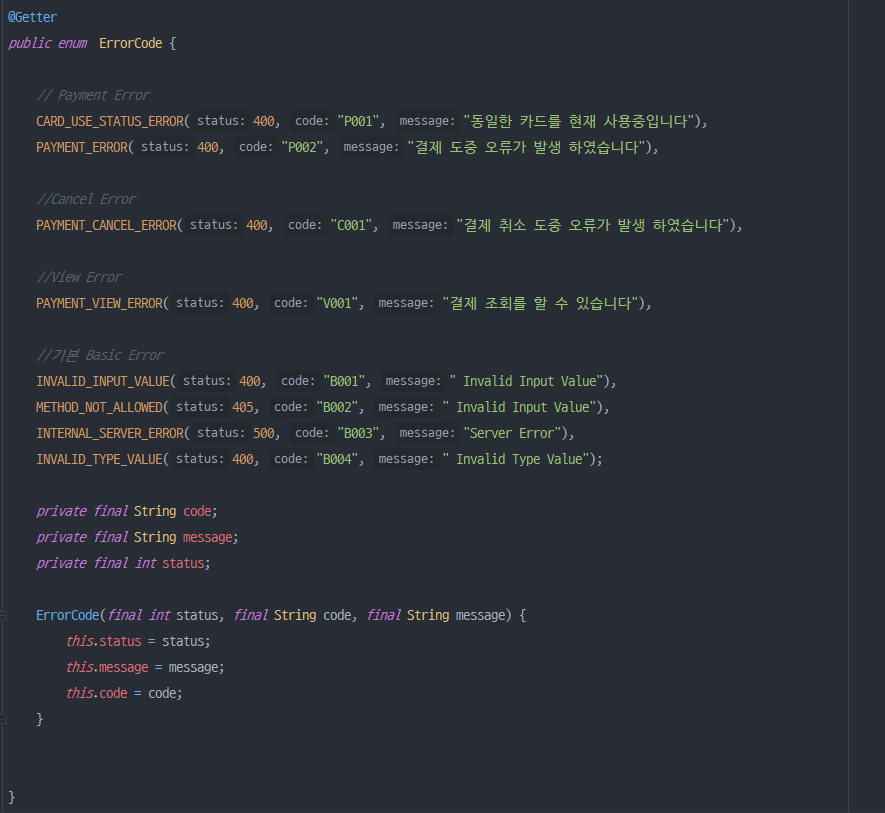 @Getter
public enum  ErrorCode {
// Payment Error
CARD_USE_STATUS_ERROR( status: 400, code: "P001", message: "동일한 카드를 현재 사용중입니다"),
PAYMENT_ERROR( status: 400, code: "P002", message: "결제 도중 오류가 발생 하였습니다"),
//Cancel Error
PAYMENT_CANCEL_ERROR( status: 400, code: "C001", message: "결제 취소 도중 오류가 발생 하였습니다"),
//View Error
PAYMENT_VIEW_ERROR( status: 400, code: "V001", message: "결제 조회를 할 수 있습니다"),
//기본 Basic Error
INVALID_INPUT_VALUE( status: 400, code: "B001", message: " Invalid Input Value"),
METHOD_NOT_ALLOWED( status: 405, code: "B002", message: " Invalid Input Value"),
INTERNAL_SERVER_ERROR( status: 500, code: "B003", message: "Server Error"),
INVALID_TYPE_VALUE( status: 400, code: "B004", message: " Invalid Type Value");
private final String code;
private final String message;
private final int status;
ErrorCode(final int status, final String code, final String message) {
this.status = status;
this.message = message;
this.code = code;
}
}